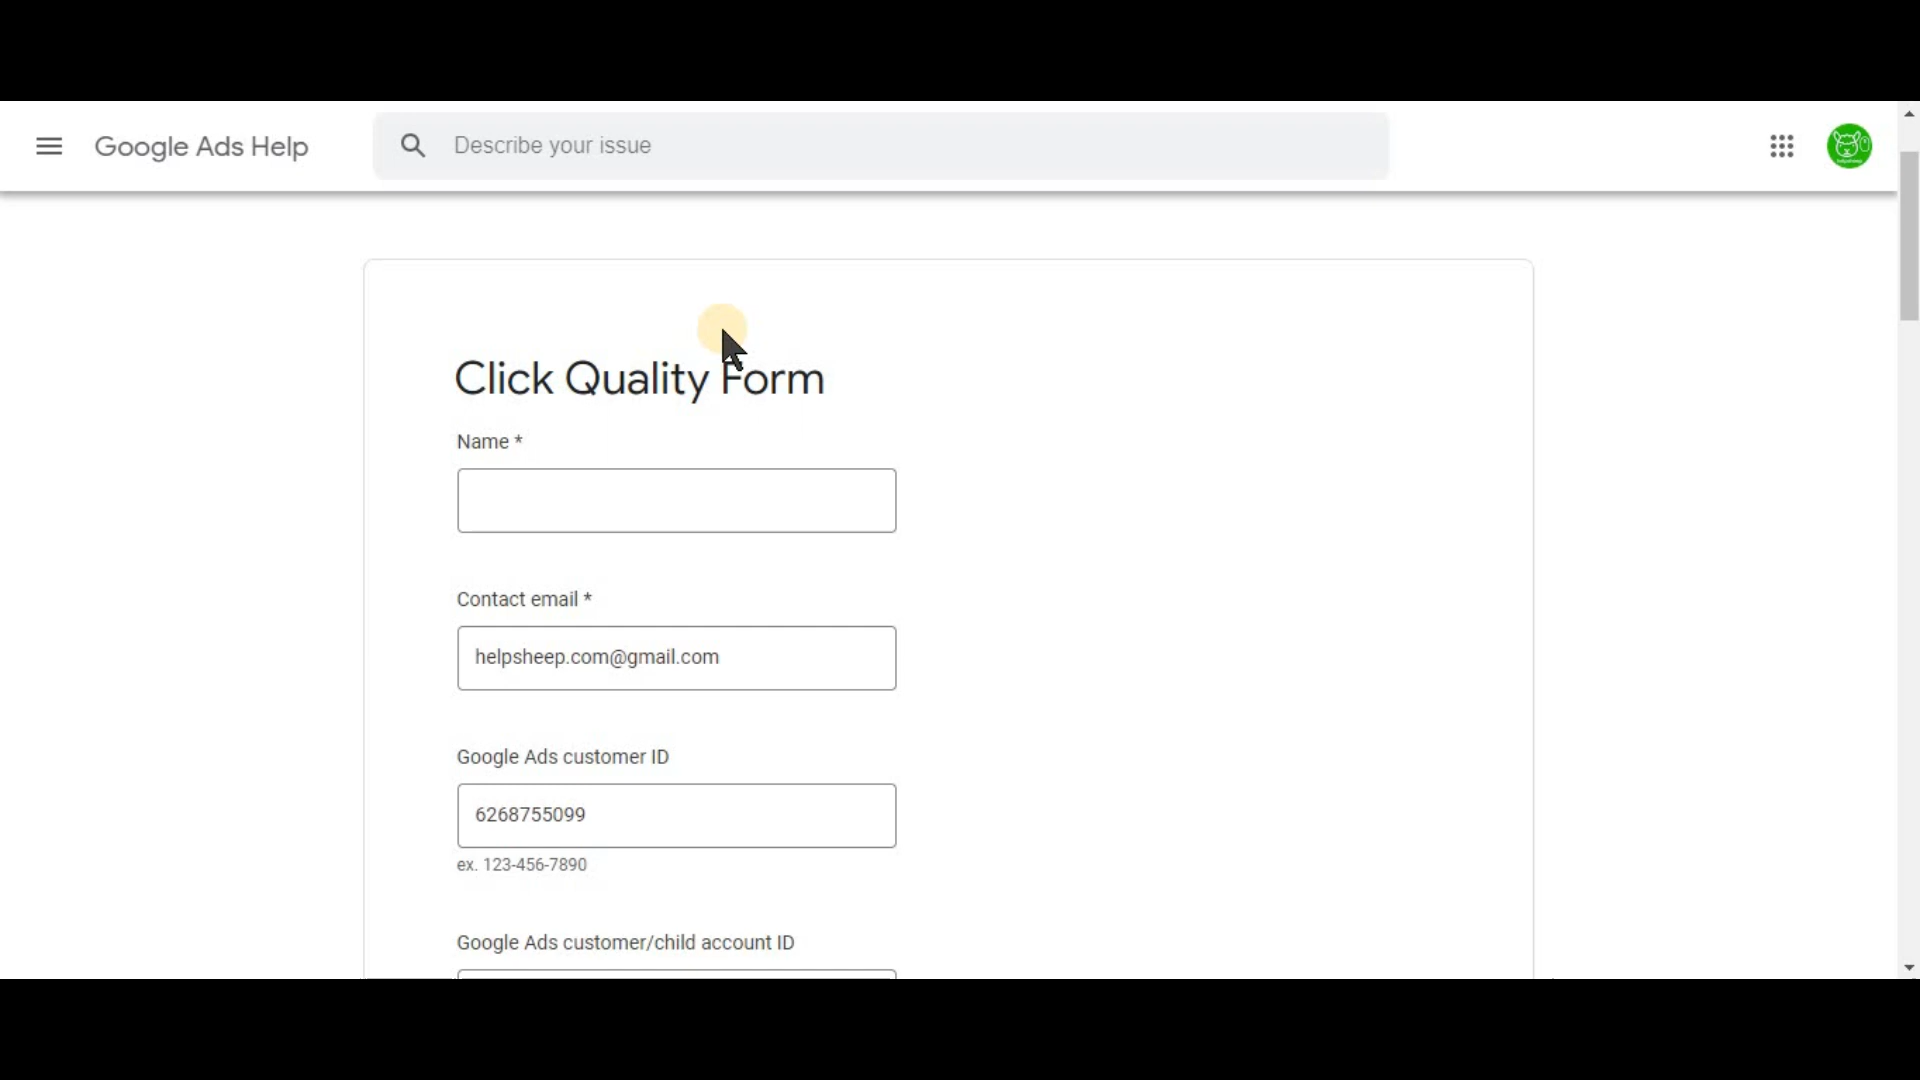 Google Ads Help
Describe your issue
Click Quality Form
Name *
Contact email *
helpsheep.com@gmail.com
Google Ads customer ID
6268755099
ex. 123-456-7890
Google Ads customer/child account ID